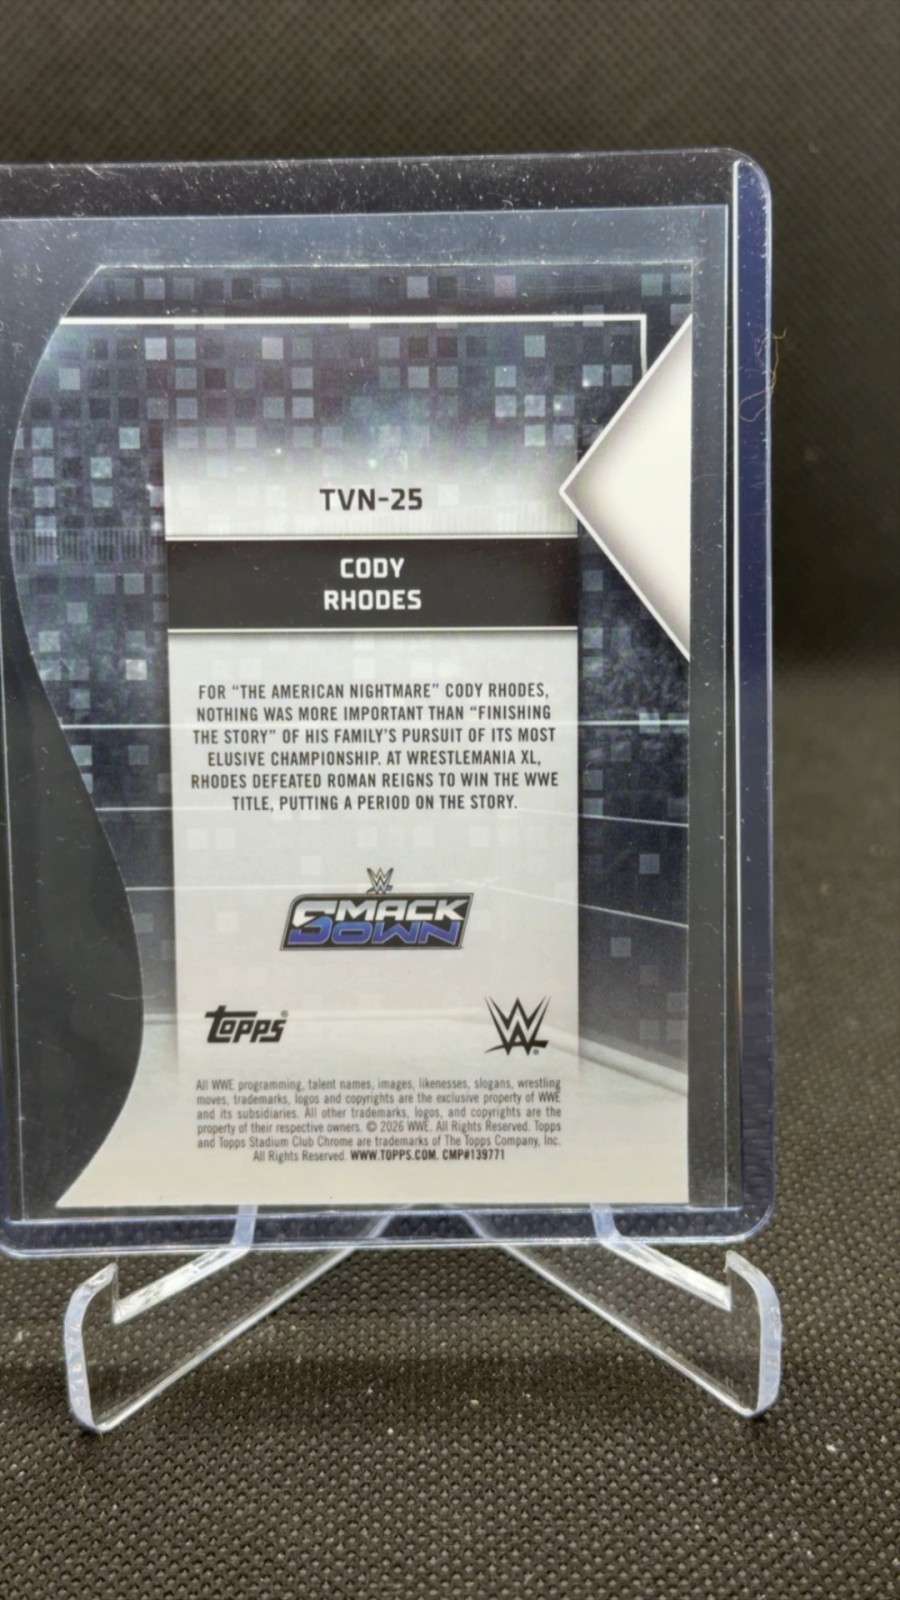 TVN-25
CODY
RHODES
FOR "THE AMERICAN NIGHTMARE" CODY RHODES,
NOTHING WAS MORE IMPORTANT THAN "FINISHING
THE STORY" OF HIS FAMILY'S PURSUIT OF ITS MOST
ELUSIVE CHAMPIONSHIP. AT WRESTLEMANIA XL,
RHODES DEFEATED ROMAN REIGNS TO WIN THE WWE
TITLE, PUTTING A PERIOD ON THE STORY.
W
SMACK
DOWN
topps®
W®
All WWE programming, talent names, images, likenesses, slogans, wrestling
moves, trademarks, logos and copyrights are the exclusive property of WWE
and its subsidiaries. All other trademarks, logos, and copyrights are the
property of their respective owners. © 2026 WWE. All Rights Reserved. Topps
and Topps Stadium Club Chrome are trademarks of The Topps Company, Inc.
All Rights Reserved. WWW.TOPPS.COM. CMP#139771